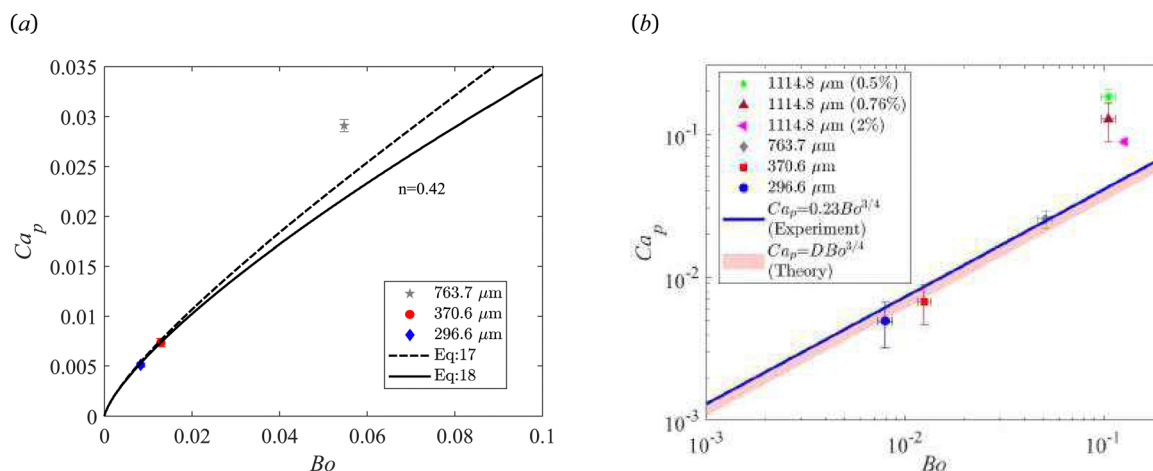 (a)
0.035
0.03
0.025
0.02
0.015
0.01
0.005
0
Ca_p
n=0.42
763.7 μm
370.6 μm
296.6 μm
Eq:17
Eq:18
0 0.02 0.04 0.06 0.08 0.1
Bo
(b)
1114.8 μm (0.5%)
1114.8 μm (0.76%)
1114.8 μm (2%)
763.7 μm
370.6 μm
296.6 μm
Ca_p=0.23Bo^{3/4}
(Experiment)
Ca_p=DBo^{3/4}
(Theory)
10^{-1}
10^{-2}
10^{-3}
Ca_p
10^{-3} 10^{-2} 10^{-1}
Bo